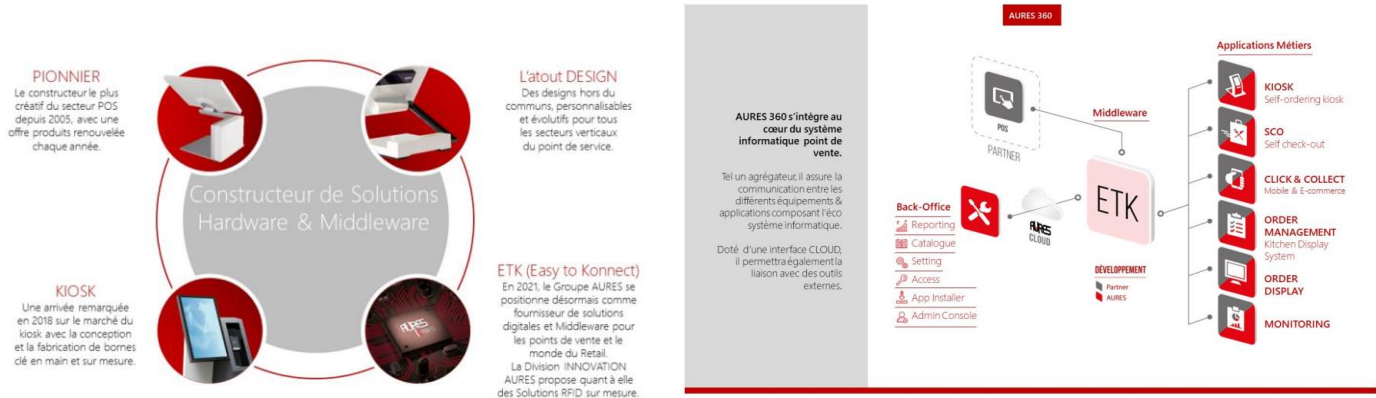 PIONNIER
Le constructeur le plus
créatif du secteur POS
depuis 2005, avec une
offre produits renouvelée
chaque année.
L'atout DESIGN
Des designs hors du
communs, personnalisables
et évolutifs pour tous
les secteurs verticaux
du point de service.
Constructeur de Solutions
Hardware & Middleware
KIOSK
Une arrivée remarquée
en 2018 sur le marché du
kiosk avec la conception
et la fabrication de bornes
clé en main et sur mesure.
AURES
ETK (Easy to Konnect)
En 2021, le Groupe AURES se
positionne désormais comme
fournisseur de solutions
digitales et Middleware pour
les points de vente et le
monde du Retail.
La Division INNOVATION
AURES propose quant à elle
des Solutions RFID sur mesure.
AURES 360
AURES 360 s'intègre au
cœur du système
informatique point de
vente.
Tel un agrégateur, il assure la
communication entre les
différents équipements &
applications composant l'éco
système informatique.
Doté d'une interface CLOUD,
il permettra également la
liaison avec des outils
externes.
POS
PARTNER
Middleware
ETK
Back-Office
Reporting
Catalogue
Setting
Access
App Installer
Admin Console
AURES
CLOUD
DÉVELOPPEMENT
Partner
AURES
Applications Métiers
KIOSK
Self-ordering kiosk
SCO
Self check-out
CLICK & COLLECT
Mobile & E-commerce
ORDER
MANAGEMENT
Kitchen Display
System
ORDER
DISPLAY
MONITORING